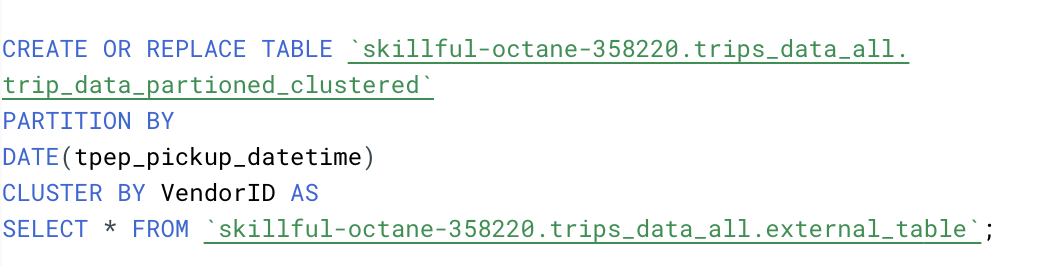 CREATE OR REPLACE TABLE `skillful-octane-358220.trips_data_all.
trip_data_partioned_clustered`
PARTITION BY
DATE(tpep_pickup_datetime)
CLUSTER BY VendorID AS
SELECT * FROM `skillful-octane-358220.trips_data_all.external_table`;